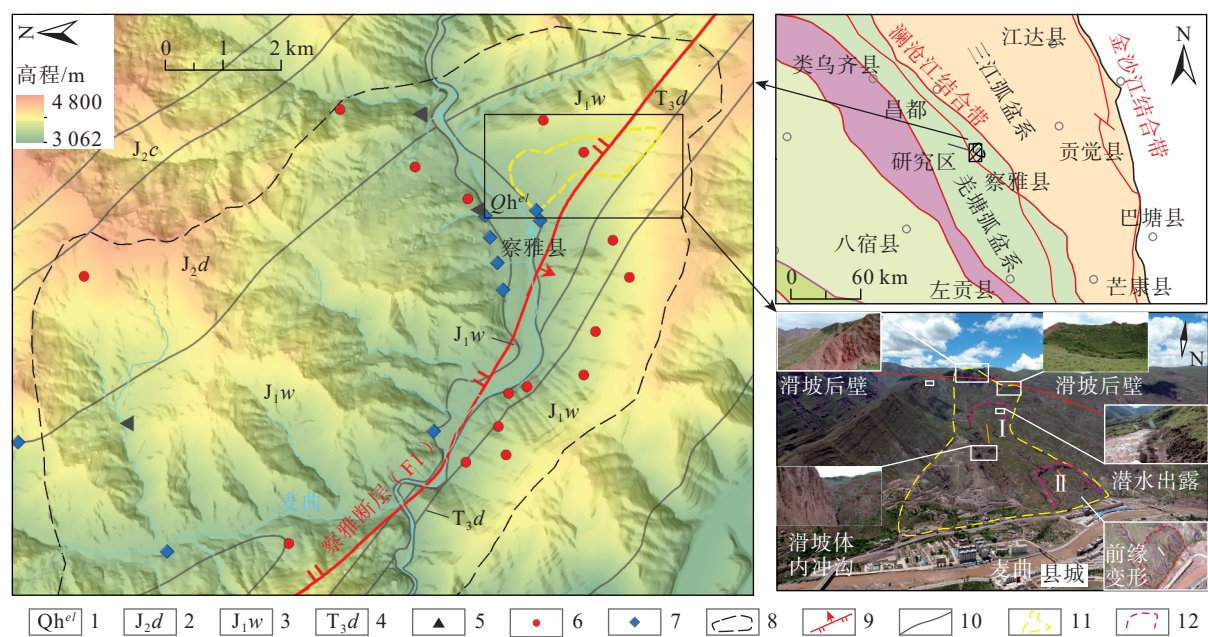 N
0 1 2 km
高程/m
4 800
3 062
J₂c
J₁w
T₃d
Qhᵉˡ
察雅县
J₂d
J₁w
J₁w
J₁w
察雅断层（F1）
麦曲
T₃d
澜沧江结合带
三江弧盆系
江达县
金沙江结合带
N
类乌齐县
昌都
贡觉县
研究区
察雅县
羌塘弧盆系
巴塘县
八宿县
0 60 km
左贡县
芒康县
N
滑坡后壁
滑坡后壁
I
II
潜水出露
滑坡体
内冲沟
麦曲
县城
前缘
变形
Qhᵉˡ 1 J₂d 2 J₁w 3 T₃d 4 5 6 7 8 9 10 11 12